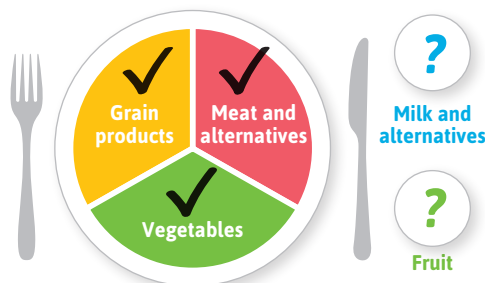 Grain
products
Meat and
alternatives
Vegetables
?
Milk and
alternatives
?
Fruit